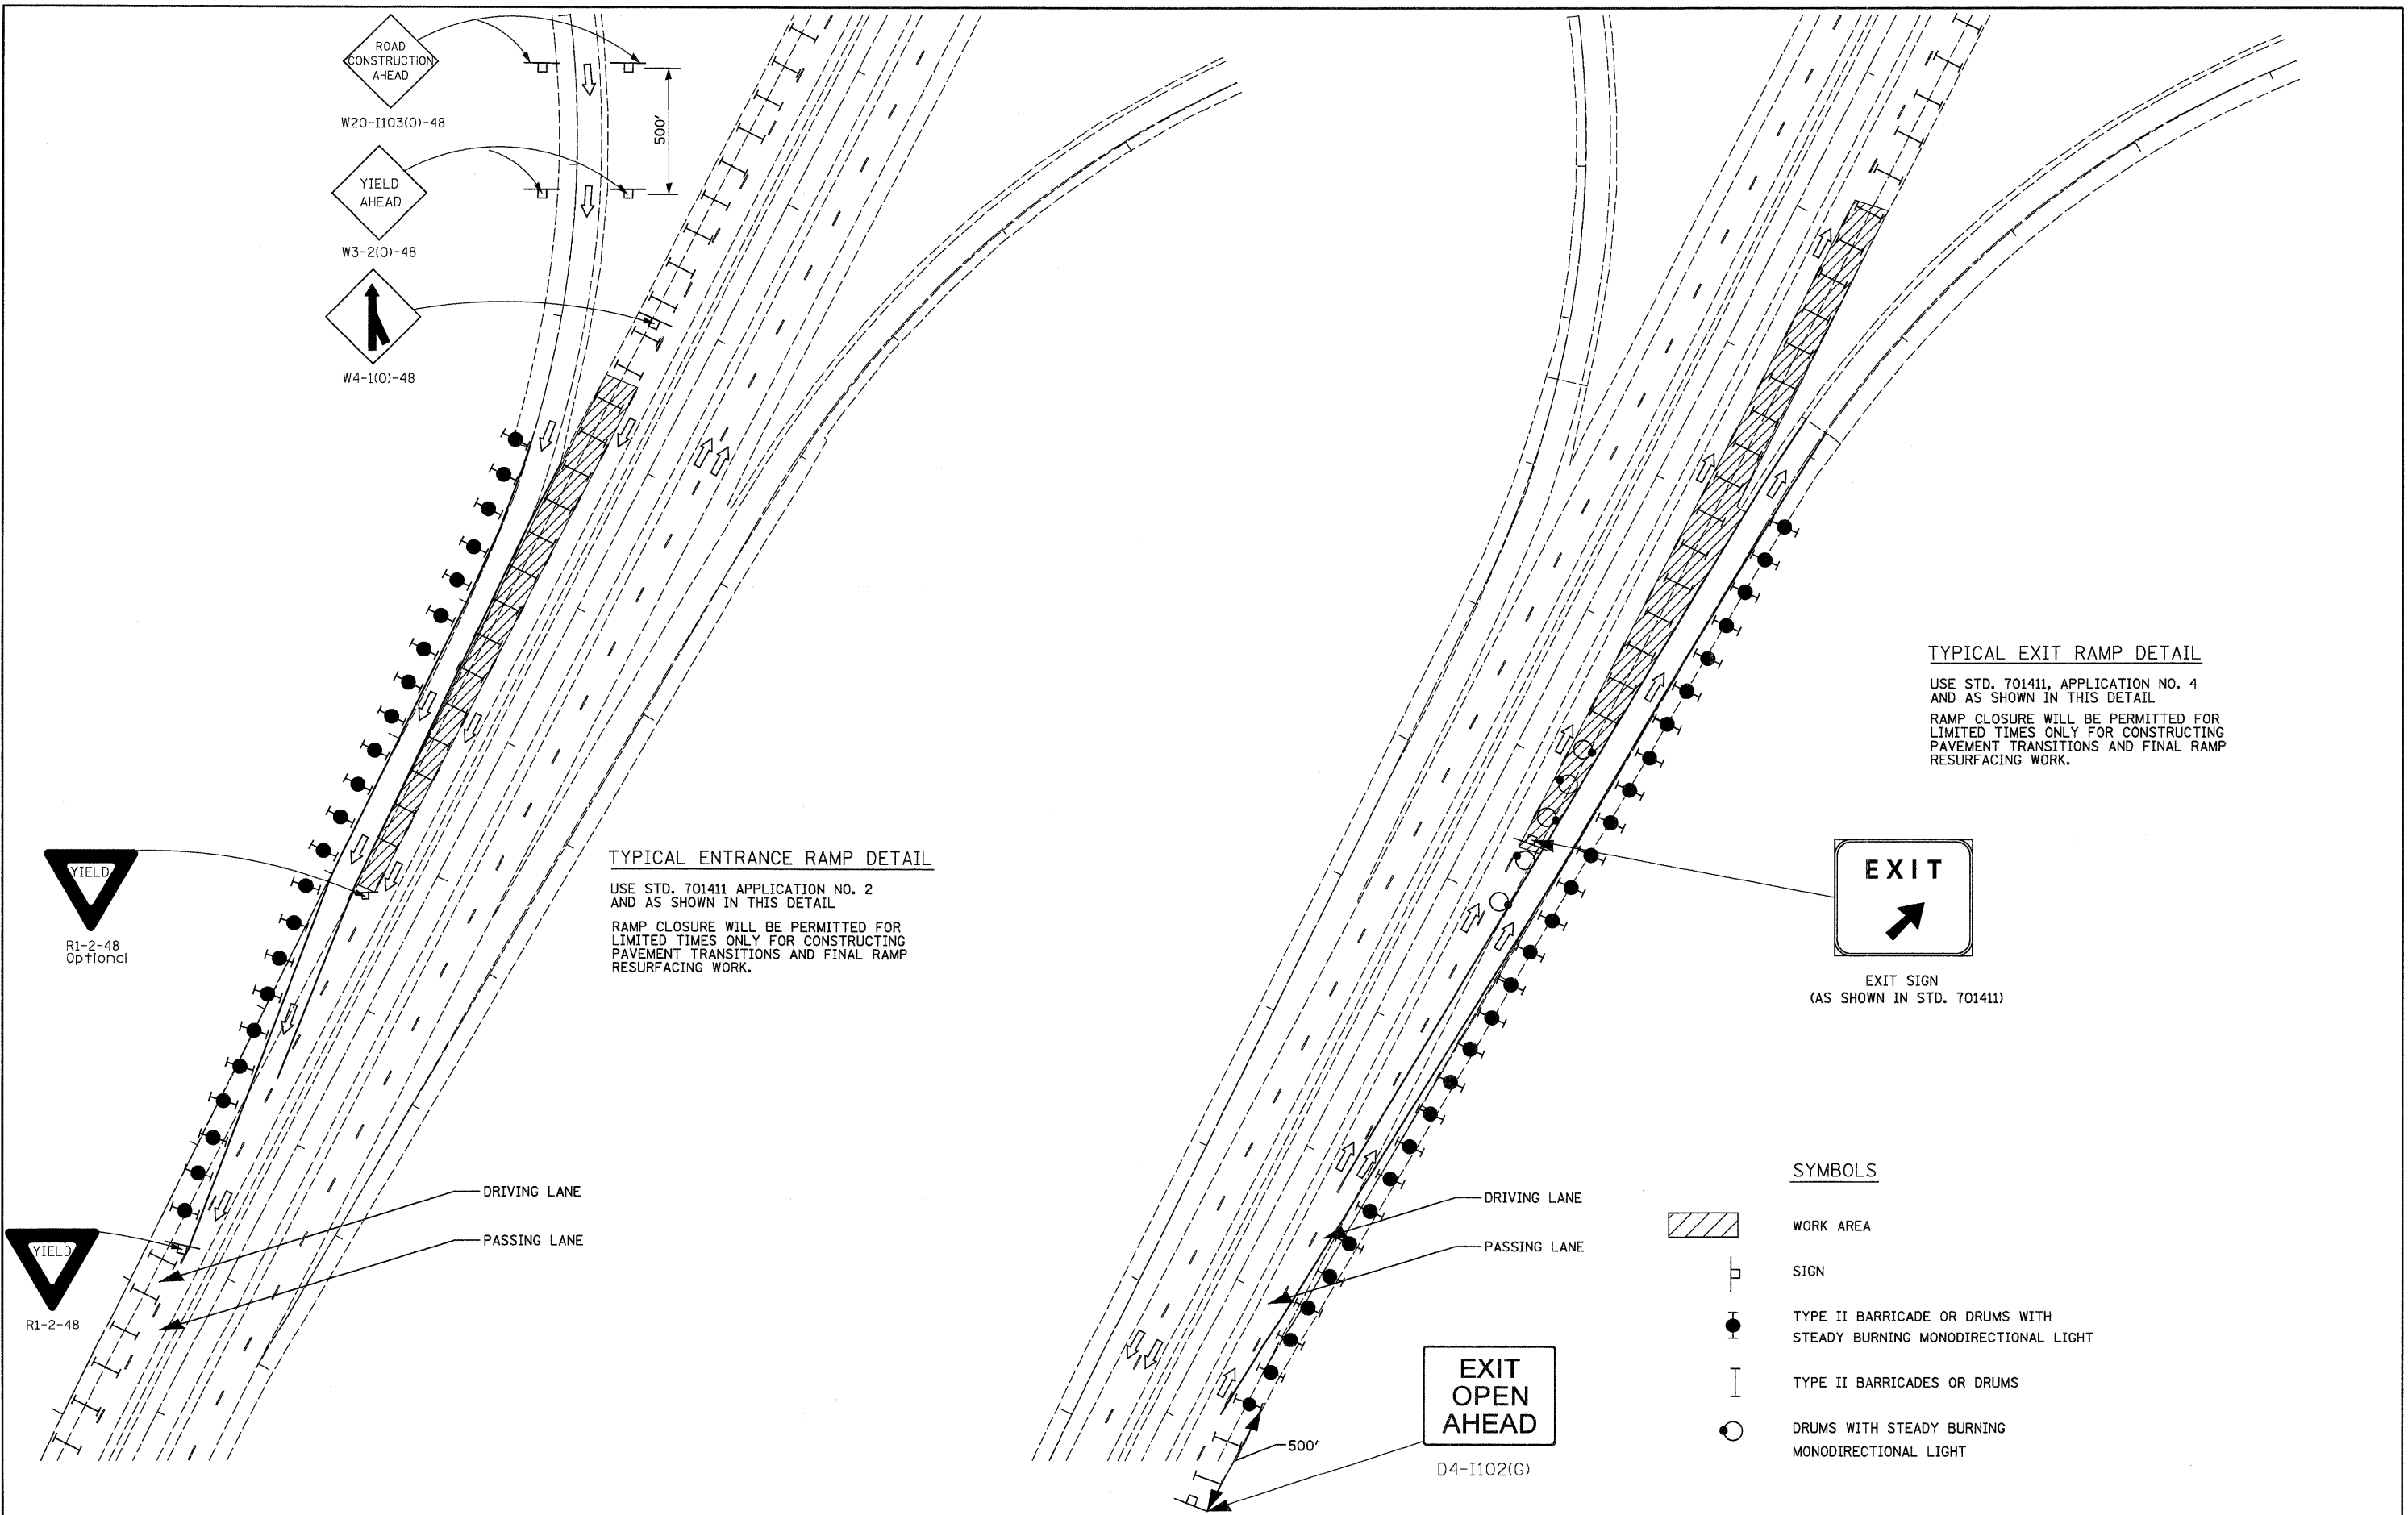 ROAD
CONSTRUCTION
AHEAD
W20-I103(O)-48
500'
YIELD
AHEAD
W3-2(O)-48
W4-1(O)-48
YIELD
R1-2-48
Optional
TYPICAL ENTRANCE RAMP DETAIL
USE STD. 701411 APPLICATION NO. 2
AND AS SHOWN IN THIS DETAIL
RAMP CLOSURE WILL BE PERMITTED FOR
LIMITED TIMES ONLY FOR CONSTRUCTING
PAVEMENT TRANSITIONS AND FINAL RAMP
RESURFACING WORK.
DRIVING LANE
PASSING LANE
YIELD
R1-2-48
TYPICAL EXIT RAMP DETAIL
USE STD. 701411, APPLICATION NO. 4
AND AS SHOWN IN THIS DETAIL
RAMP CLOSURE WILL BE PERMITTED FOR
LIMITED TIMES ONLY FOR CONSTRUCTING
PAVEMENT TRANSITIONS AND FINAL RAMP
RESURFACING WORK.
EXIT
EXIT SIGN
(AS SHOWN IN STD. 701411)
DRIVING LANE
PASSING LANE
EXIT
OPEN
AHEAD
D4-I102(G)
500'
SYMBOLS
WORK AREA
SIGN
TYPE II BARRICADE OR DRUMS WITH
STEADY BURNING MONODIRECTIONAL LIGHT
TYPE II BARRICADES OR DRUMS
DRUMS WITH STEADY BURNING
MONODIRECTIONAL LIGHT